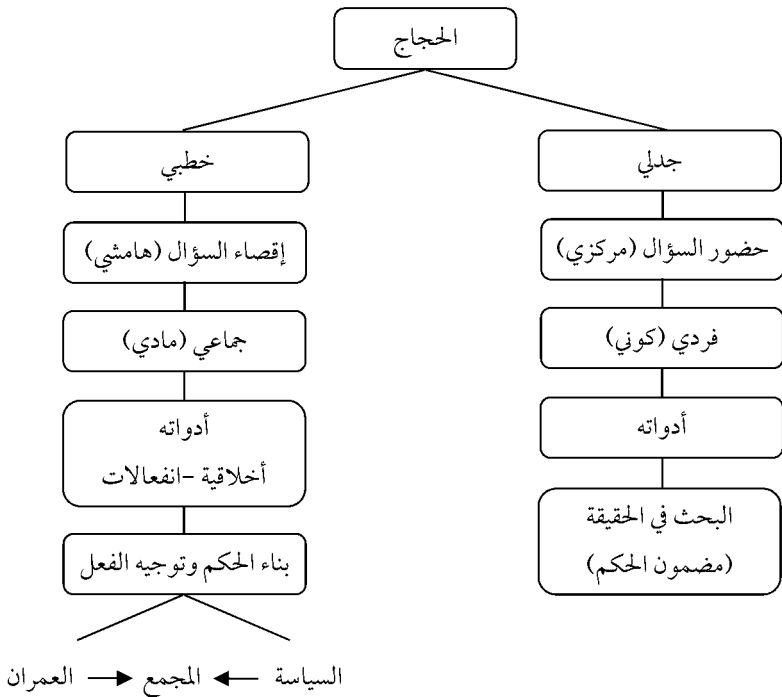 الحجاج
جدلي
خطبي
حضور السؤال (مركزي)
إقصاء السؤال (هامشي)
فردي (كوني)
جماعي (مادي)
أدواته
أدواته
أخلاقية -انفعالات
البحث في الحقيقة
(مضمون الحكم)
بناء الحكم وتوجيه الفعل
السياسة
المجمع
العمران